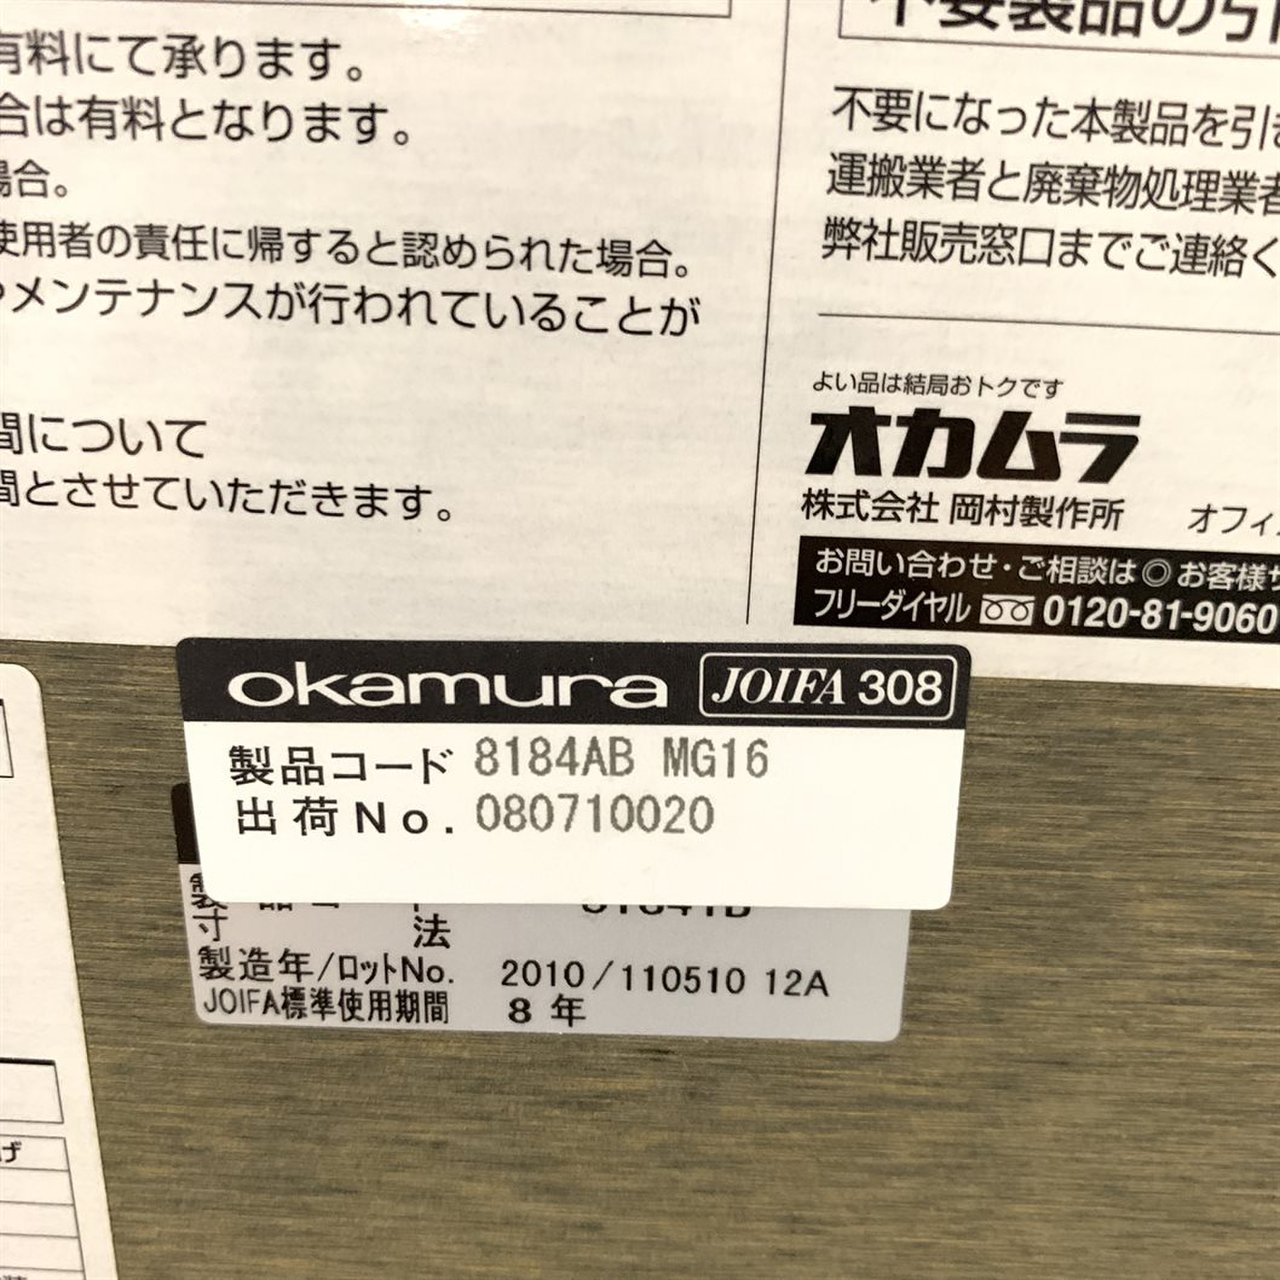 有料にて承ります。
合は有料となります。
場合。
使用者の責任に帰すると認められた場合。
メンテナンスが行われていることが
間について
間とさせていただきます。
不要製品の引
不要になった本製品を引き
運搬業者と廃棄物処理業者
弊社販売窓口までご連絡く
よい品は結局おトクです
オカムラ
株式会社 岡村製作所 オフィ
お問い合わせ・ご相談は◎お客様サ
フリーダイヤル 0120-81-9060
okamura JOIFA 308
製品コード 8184AB MG16
出荷No. 080710020
寸 法
製造年/ロットNo. 2010/110510 12A
JOIFA標準使用期間 8 年
げ